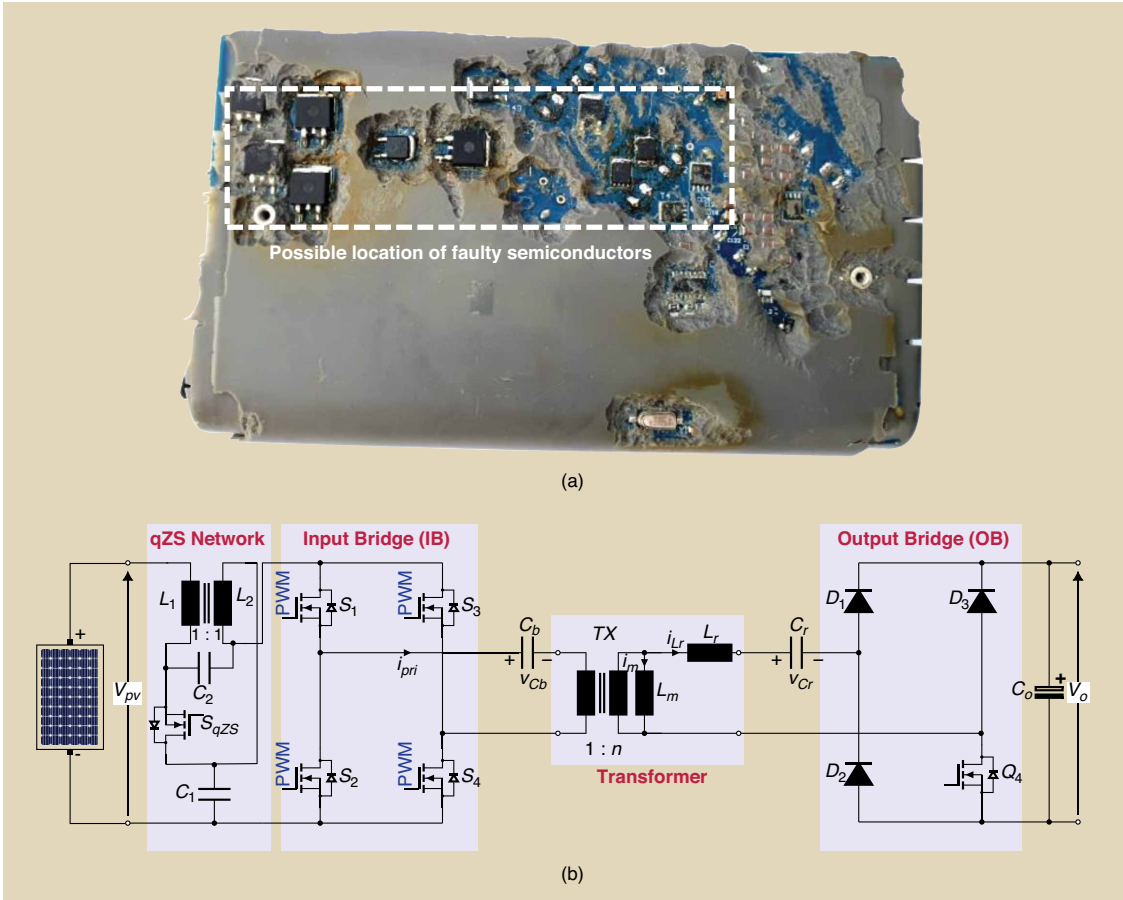 Possible location of faulty semiconductors
(a)
qZS Network
Input Bridge (IB)
Output Bridge (OB)
L1
L2
1 : 1
C2
SqZS
C1
Vpv
+
-
PWM
S1
PWM
S3
PWM
S2
PWM
S4
ipri
Cb
+ −
vCb
TX
im
Lm
1 : n
Transformer
iLr
Lr
Cr
+ −
vCr
D1
D3
D2
Q4
Co
+
Vo
(b)